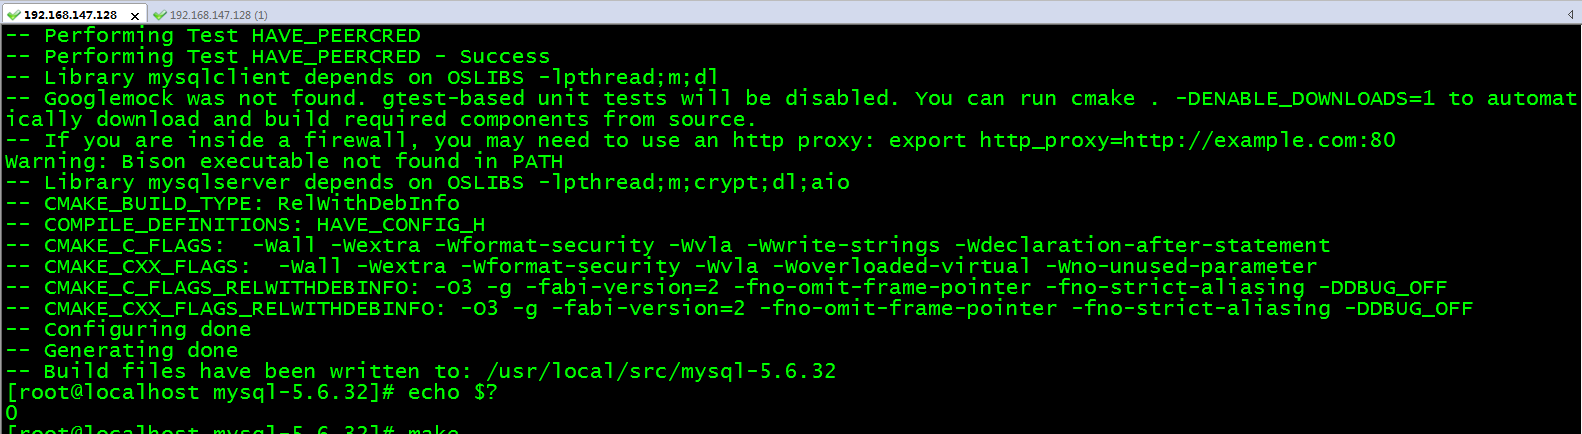 192.168.147.128 × 192.168.147.128 (1)
-- Performing Test HAVE_PEERCRED
-- Performing Test HAVE_PEERCRED - Success
-- Library mysqlclient depends on OSLIBS -lpthread;m;dl
-- Googlemock was not found. gtest-based unit tests will be disabled. You can run cmake . -DENABLE_DOWNLOADS=1 to automat
ically download and build required components from source.
-- If you are inside a firewall, you may need to use an http proxy: export http_proxy=http://example.com:80
Warning: Bison executable not found in PATH
-- Library mysqlserver depends on OSLIBS -lpthread;m;crypt;dl;aio
-- CMAKE_BUILD_TYPE: RelWithDebInfo
-- COMPILE_DEFINITIONS: HAVE_CONFIG_H
-- CMAKE_C_FLAGS:  -Wall -Wextra -Wformat-security -Wvla -Wwrite-strings -Wdeclaration-after-statement
-- CMAKE_CXX_FLAGS:  -Wall -Wextra -Wformat-security -Wvla -Woverloaded-virtual -Wno-unused-parameter
-- CMAKE_C_FLAGS_RELWITHDEBINFO: -O3 -g -fabi-version=2 -fno-omit-frame-pointer -fno-strict-aliasing -DDBUG_OFF
-- CMAKE_CXX_FLAGS_RELWITHDEBINFO: -O3 -g -fabi-version=2 -fno-omit-frame-pointer -fno-strict-aliasing -DDBUG_OFF
-- Configuring done
-- Generating done
-- Build files have been written to: /usr/local/src/mysql-5.6.32
[root@localhost mysql-5.6.32]# echo $?
0
[root@localhost mysql-5.6.32]# make